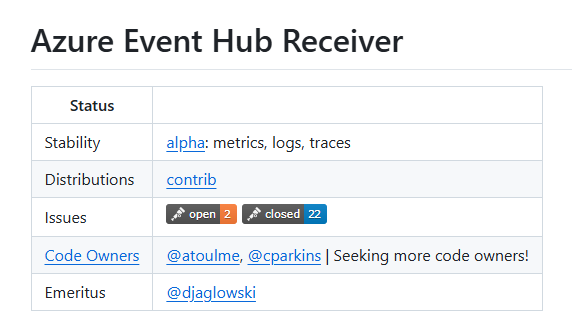 Azure Event Hub Receiver
Status
Stability alpha: metrics, logs, traces
Distributions contrib
Issues open 2 closed 22
Code Owners @atoulme, @cparkins | Seeking more code owners!
Emeritus @djaglowski